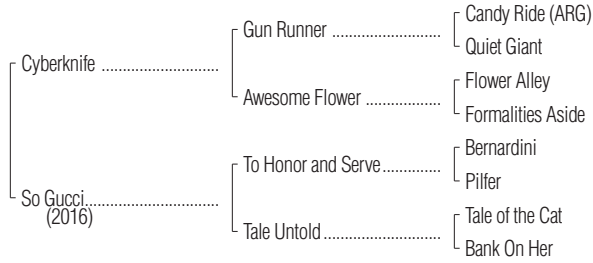 Candy Ride (ARG)
Gun Runner ........................
Quiet Giant
Cyberknife ..........................
Flower Alley
Awesome Flower ................
Formalities Aside
Bernardini
To Honor and Serve.............
Pilfer
So Gucci..............................
(2016)
Tale of the Cat
Tale Untold..........................
Bank On Her